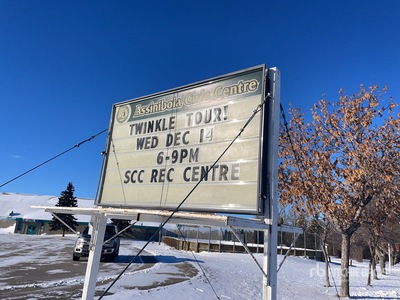 Assiniboia Civic Centre
TWINKLE TOUR!
WED DEC 14
6-9PM
SCC REC CENTRE